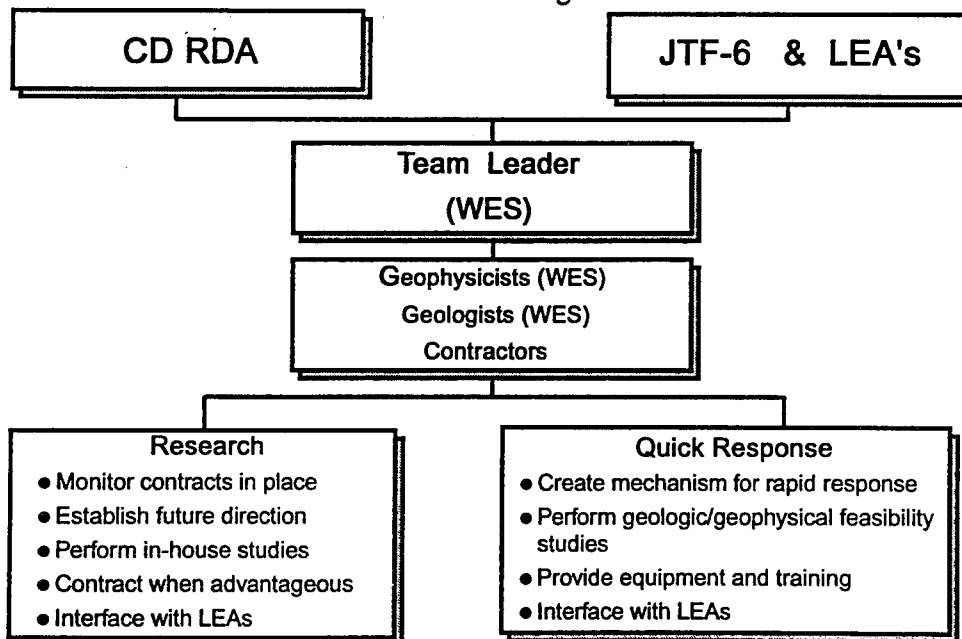 CD RDA
JTF-6 & LEA's
Team Leader
(WES)
Geophysicists (WES)
Geologists (WES)
Contractors
Research
● Monitor contracts in place
● Establish future direction
● Perform in-house studies
● Contract when advantageous
● Interface with LEAs
Quick Response
● Create mechanism for rapid response
● Perform geologic/geophysical feasibility
studies
● Provide equipment and training
● Interface with LEAs